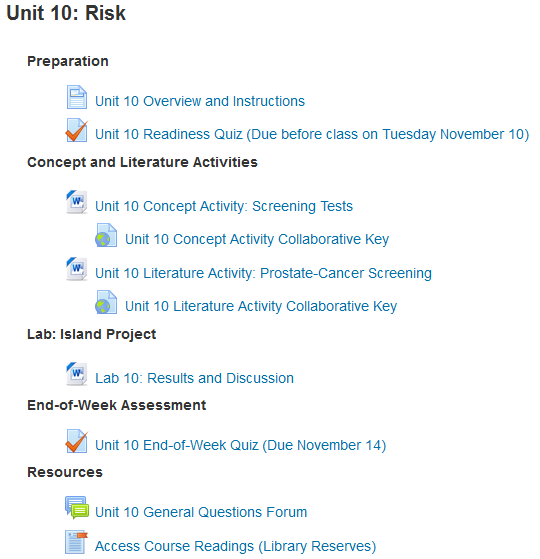 Unit 10: Risk
Preparation
Unit 10 Overview and Instructions
Unit 10 Readiness Quiz (Due before class on Tuesday November 10)
Concept and Literature Activities
Unit 10 Concept Activity: Screening Tests
Unit 10 Concept Activity Collaborative Key
Unit 10 Literature Activity: Prostate-Cancer Screening
Unit 10 Literature Activity Collaborative Key
Lab: Island Project
Lab 10: Results and Discussion
End-of-Week Assessment
Unit 10 End-of-Week Quiz (Due November 14)
Resources
Unit 10 General Questions Forum
Access Course Readings (Library Reserves)